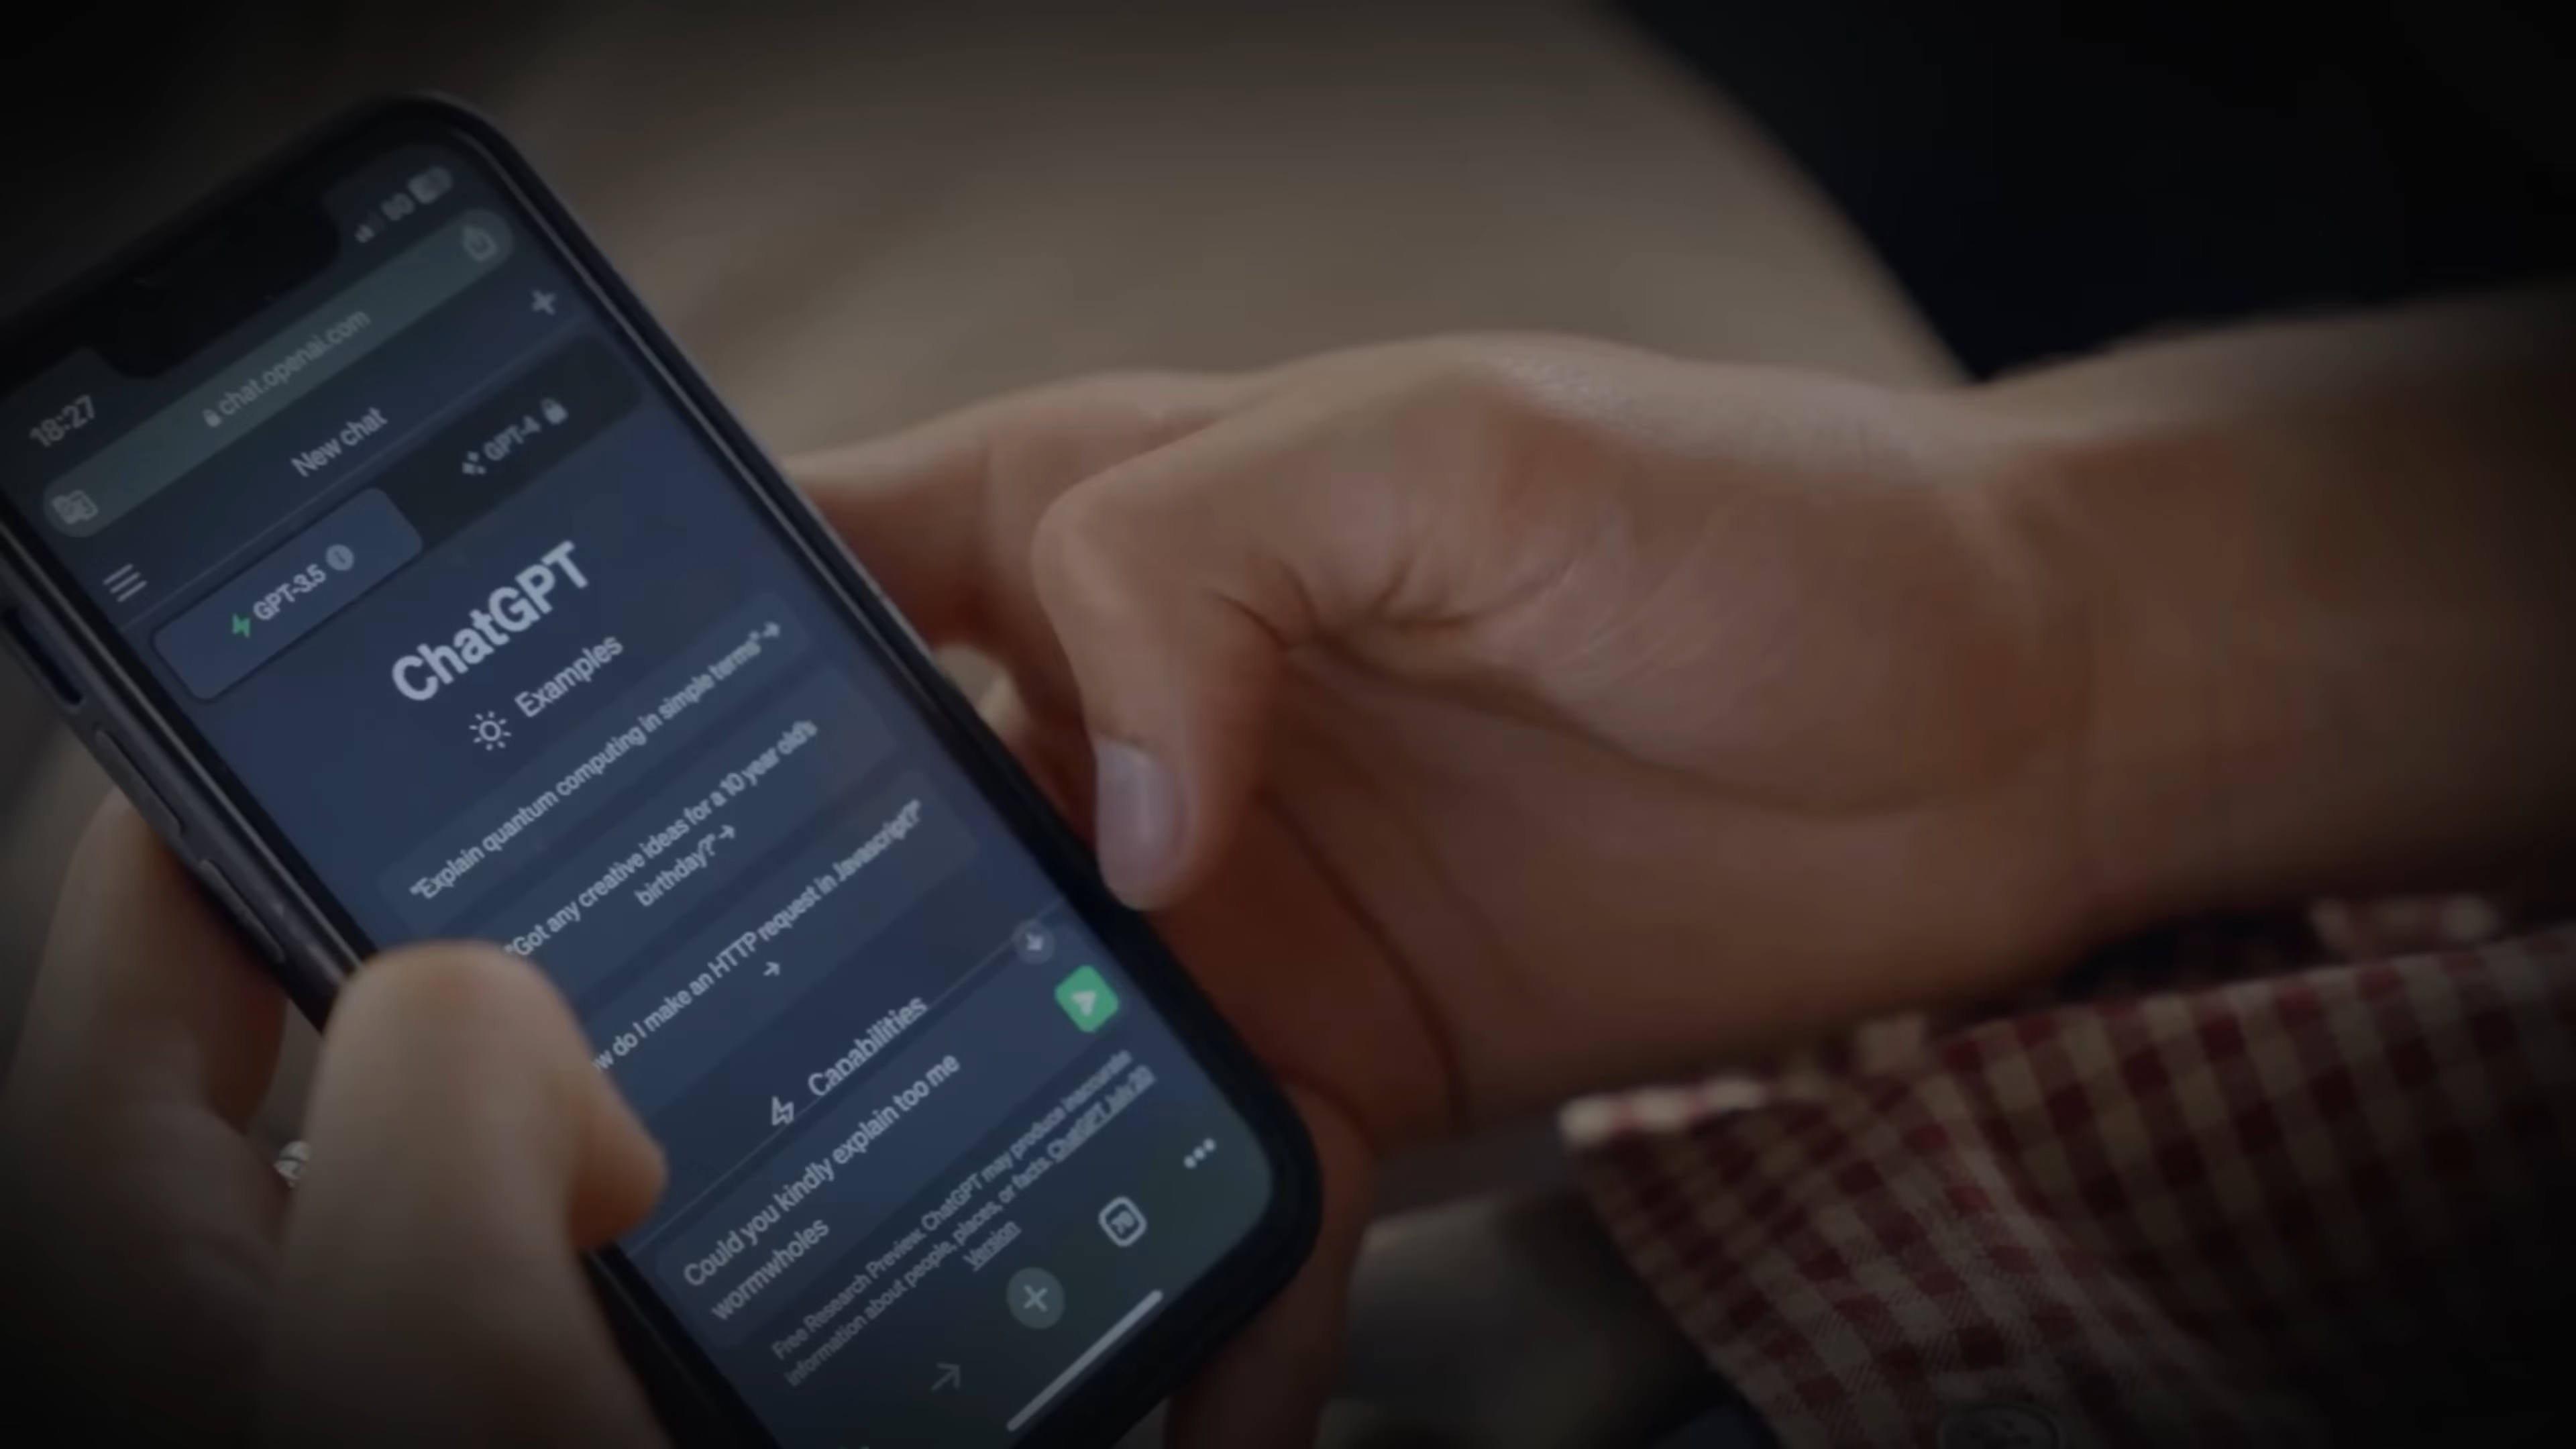 18:27
chat.openai.com
New chat
GPT-3.5
GPT-4
ChatGPT
Examples
"Explain quantum computing in simple terms" →
"Got any creative ideas for a 10 year old's
birthday?" →
do I make an HTTP request in Javascript?"
→
Capabilities
Could you kindly explain too me
wormwholes
Free Research Preview. ChatGPT may produce inaccurate
information about people, places, or facts. ChatGPT July 20
Version
70